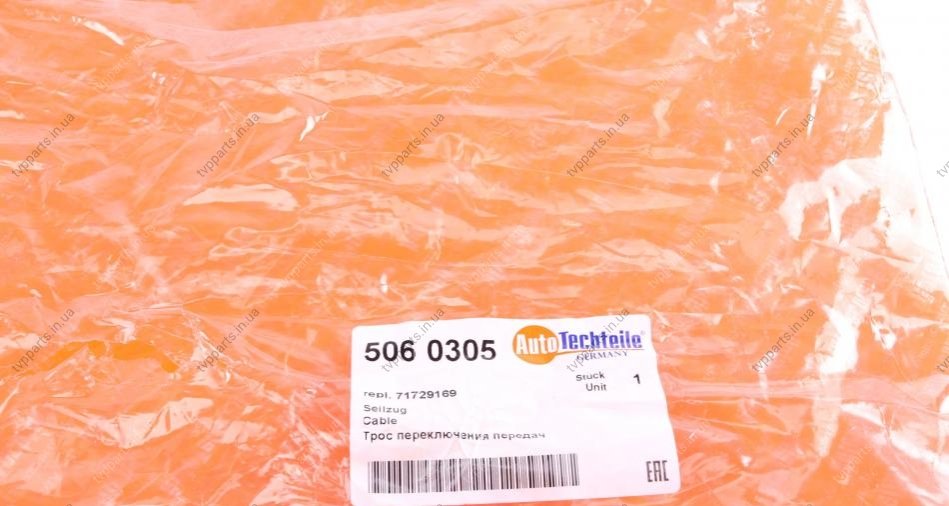 506 0305
AutoTechteile®
GERMANY
Stück
Unit
1
repl. 71729169
Seilzug
Cable
Трос переключения передач
EAC
tvpparts.in.ua